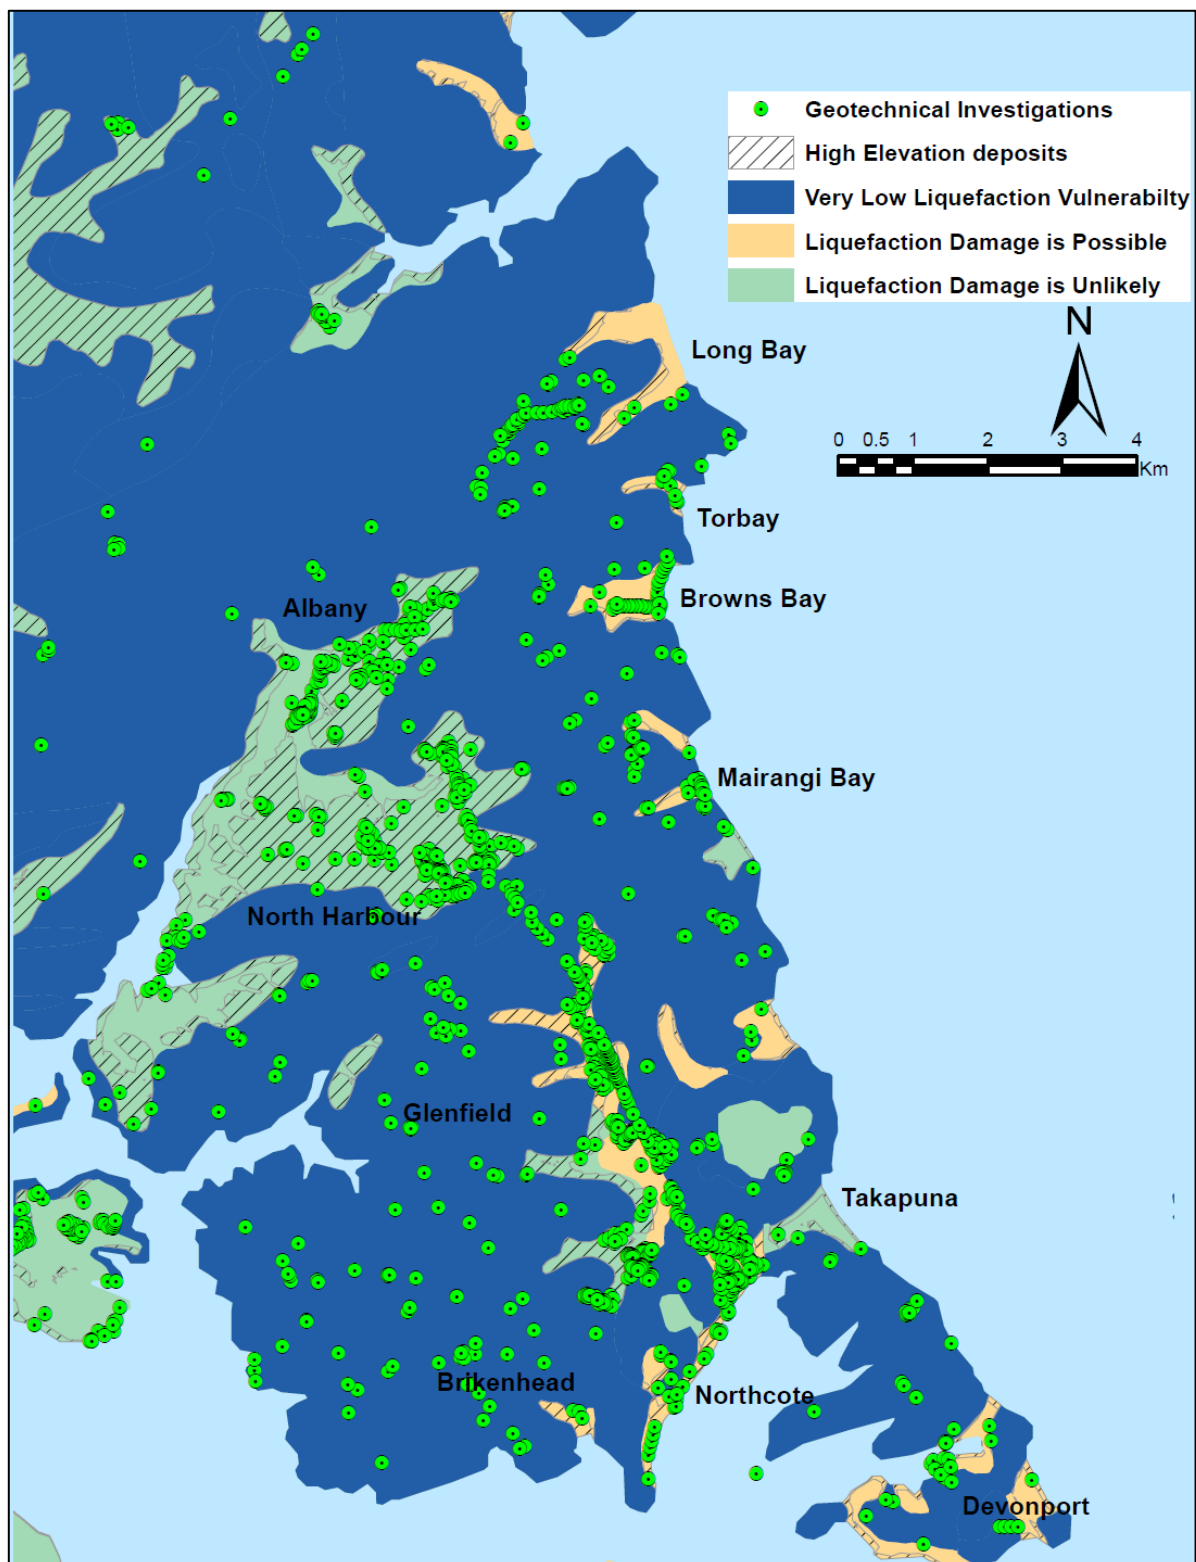 Geotechnical Investigations
High Elevation deposits
Very Low Liquefaction Vulnerabilty
Liquefaction Damage is Possible
Liquefaction Damage is Unlikely
N
Long Bay
0 0.5 1 2 3 4
Km
Torbay
Browns Bay
Albany
Mairangi Bay
North Harbour
Glenfield
Takapuna
Brikenhead
Northcote
Devonport